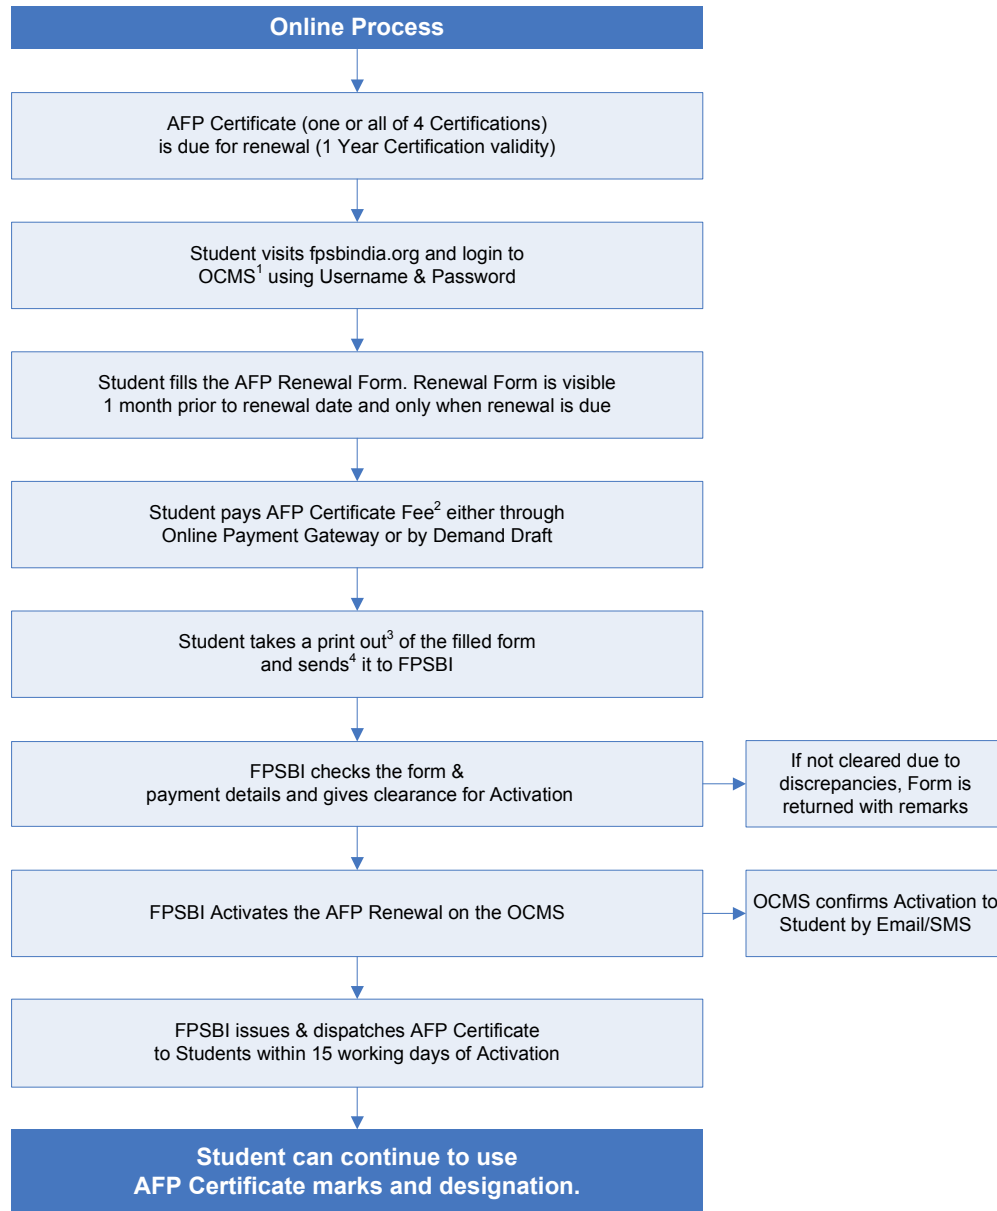 Online Process
AFP Certificate (one or all of 4 Certifications)
is due for renewal (1 Year Certification validity)
Student visits fpsbindia.org and login to
OCMS1 using Username & Password
Student fills the AFP Renewal Form. Renewal Form is visible
1 month prior to renewal date and only when renewal is due
Student pays AFP Certificate Fee2 either through
Online Payment Gateway or by Demand Draft
Student takes a print out3 of the filled form
and sends4 it to FPSBI
FPSBI checks the form &
payment details and gives clearance for Activation
If not cleared due to
discrepancies, Form is
returned with remarks
FPSBI Activates the AFP Renewal on the OCMS
OCMS confirms Activation to
Student by Email/SMS
FPSBI issues & dispatches AFP Certificate
to Students within 15 working days of Activation
Student can continue to use
AFP Certificate marks and designation.